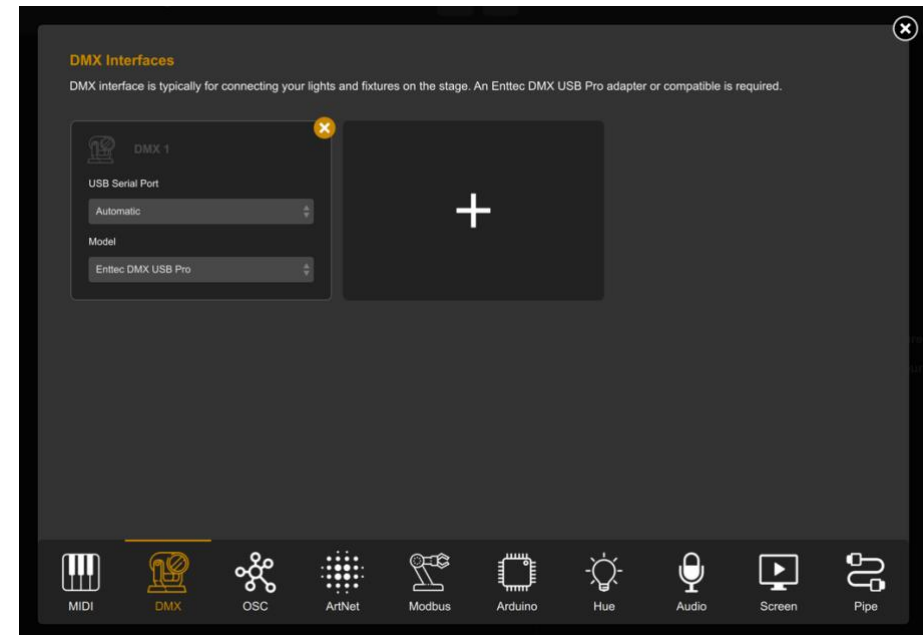 DMX Interfaces
DMX interface is typically for connecting your lights and fixtures on the stage. An Enttec DMX USB Pro adapter or compatible is required.
DMX 1
USB Serial Port
Automatic
Model
Enttec DMX USB Pro
MIDI DMX OSC ArtNet Modbus Arduino Hue Audio Screen Pipe